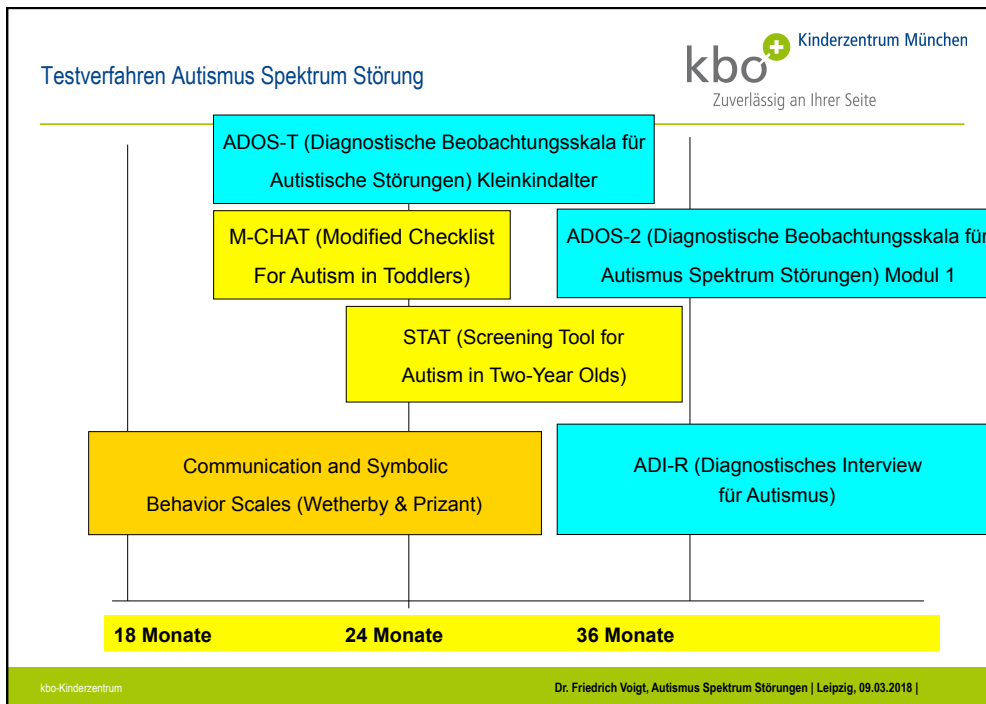 Testverfahren Autismus Spektrum Störung
kbo
Kinderzentrum München
Zuverlässig an Ihrer Seite
ADOS-T (Diagnostische Beobachtungsskala für
Autistische Störungen) Kleinkindalter
M-CHAT (Modified Checklist
For Autism in Toddlers)
ADOS-2 (Diagnostische Beobachtungsskala für
Autismus Spektrum Störungen) Modul 1
STAT (Screening Tool for
Autism in Two-Year Olds)
Communication and Symbolic
Behavior Scales (Wetherby & Prizant)
ADI-R (Diagnostisches Interview
für Autismus)
18 Monate
24 Monate
36 Monate
kbo-Kinderzentrum
Dr. Friedrich Voigt, Autismus Spektrum Störungen | Leipzig, 09.03.2018 |